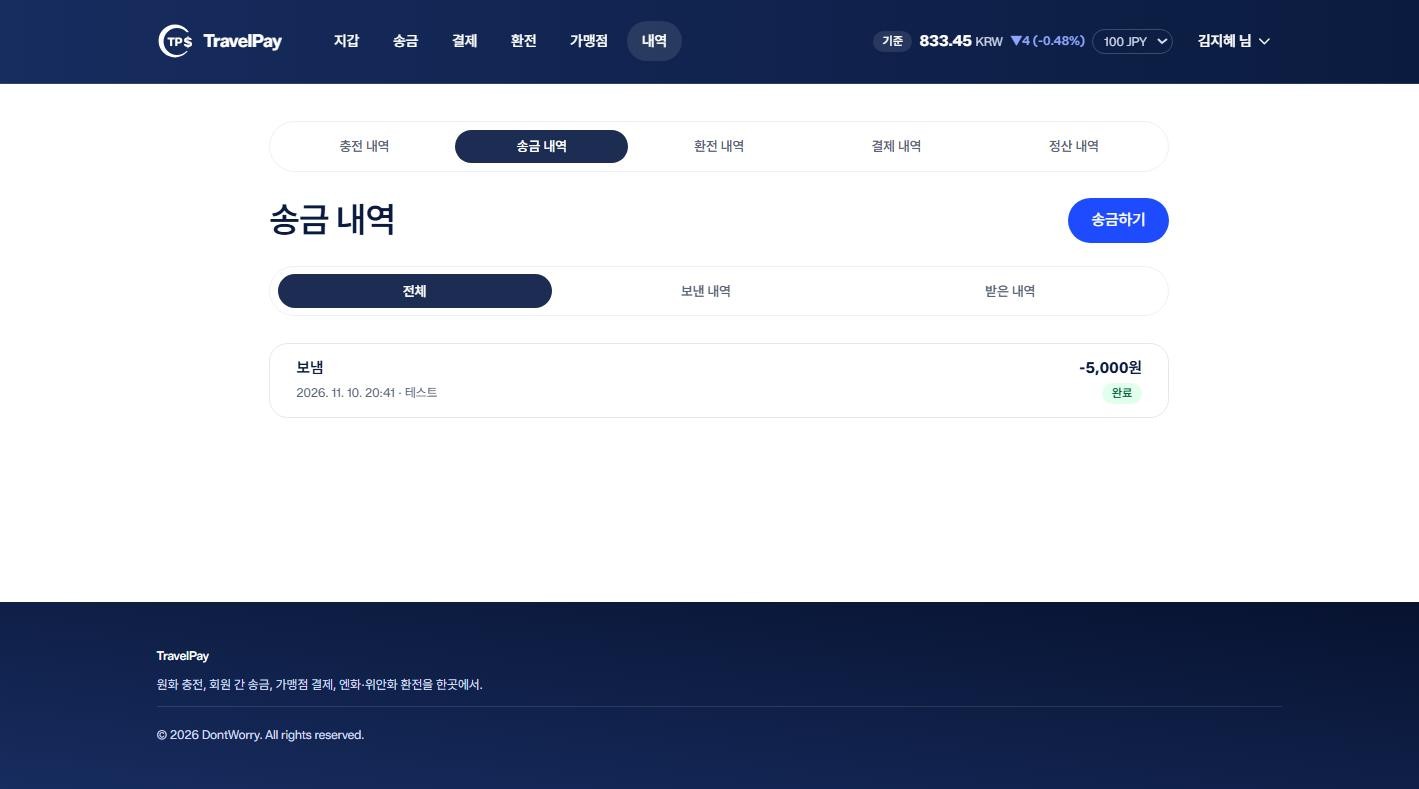 TP$ TravelPay 지갑 송금 결제 환전 가맹점 내역 기준 833.45 KRW ▼4 (-0.48%) 100 JPY 김지혜 님
충전 내역 송금 내역 환전 내역 결제 내역 정산 내역
송금 내역 송금하기
전체 보낸 내역 받은 내역
보냄 -5,000원
2026. 11. 10. 20:41 · 테스트 완료
TravelPay
원화 충전, 회원 간 송금, 가맹점 결제, 엔화·위안화 환전을 한곳에서.
© 2026 DontWorry. All rights reserved.